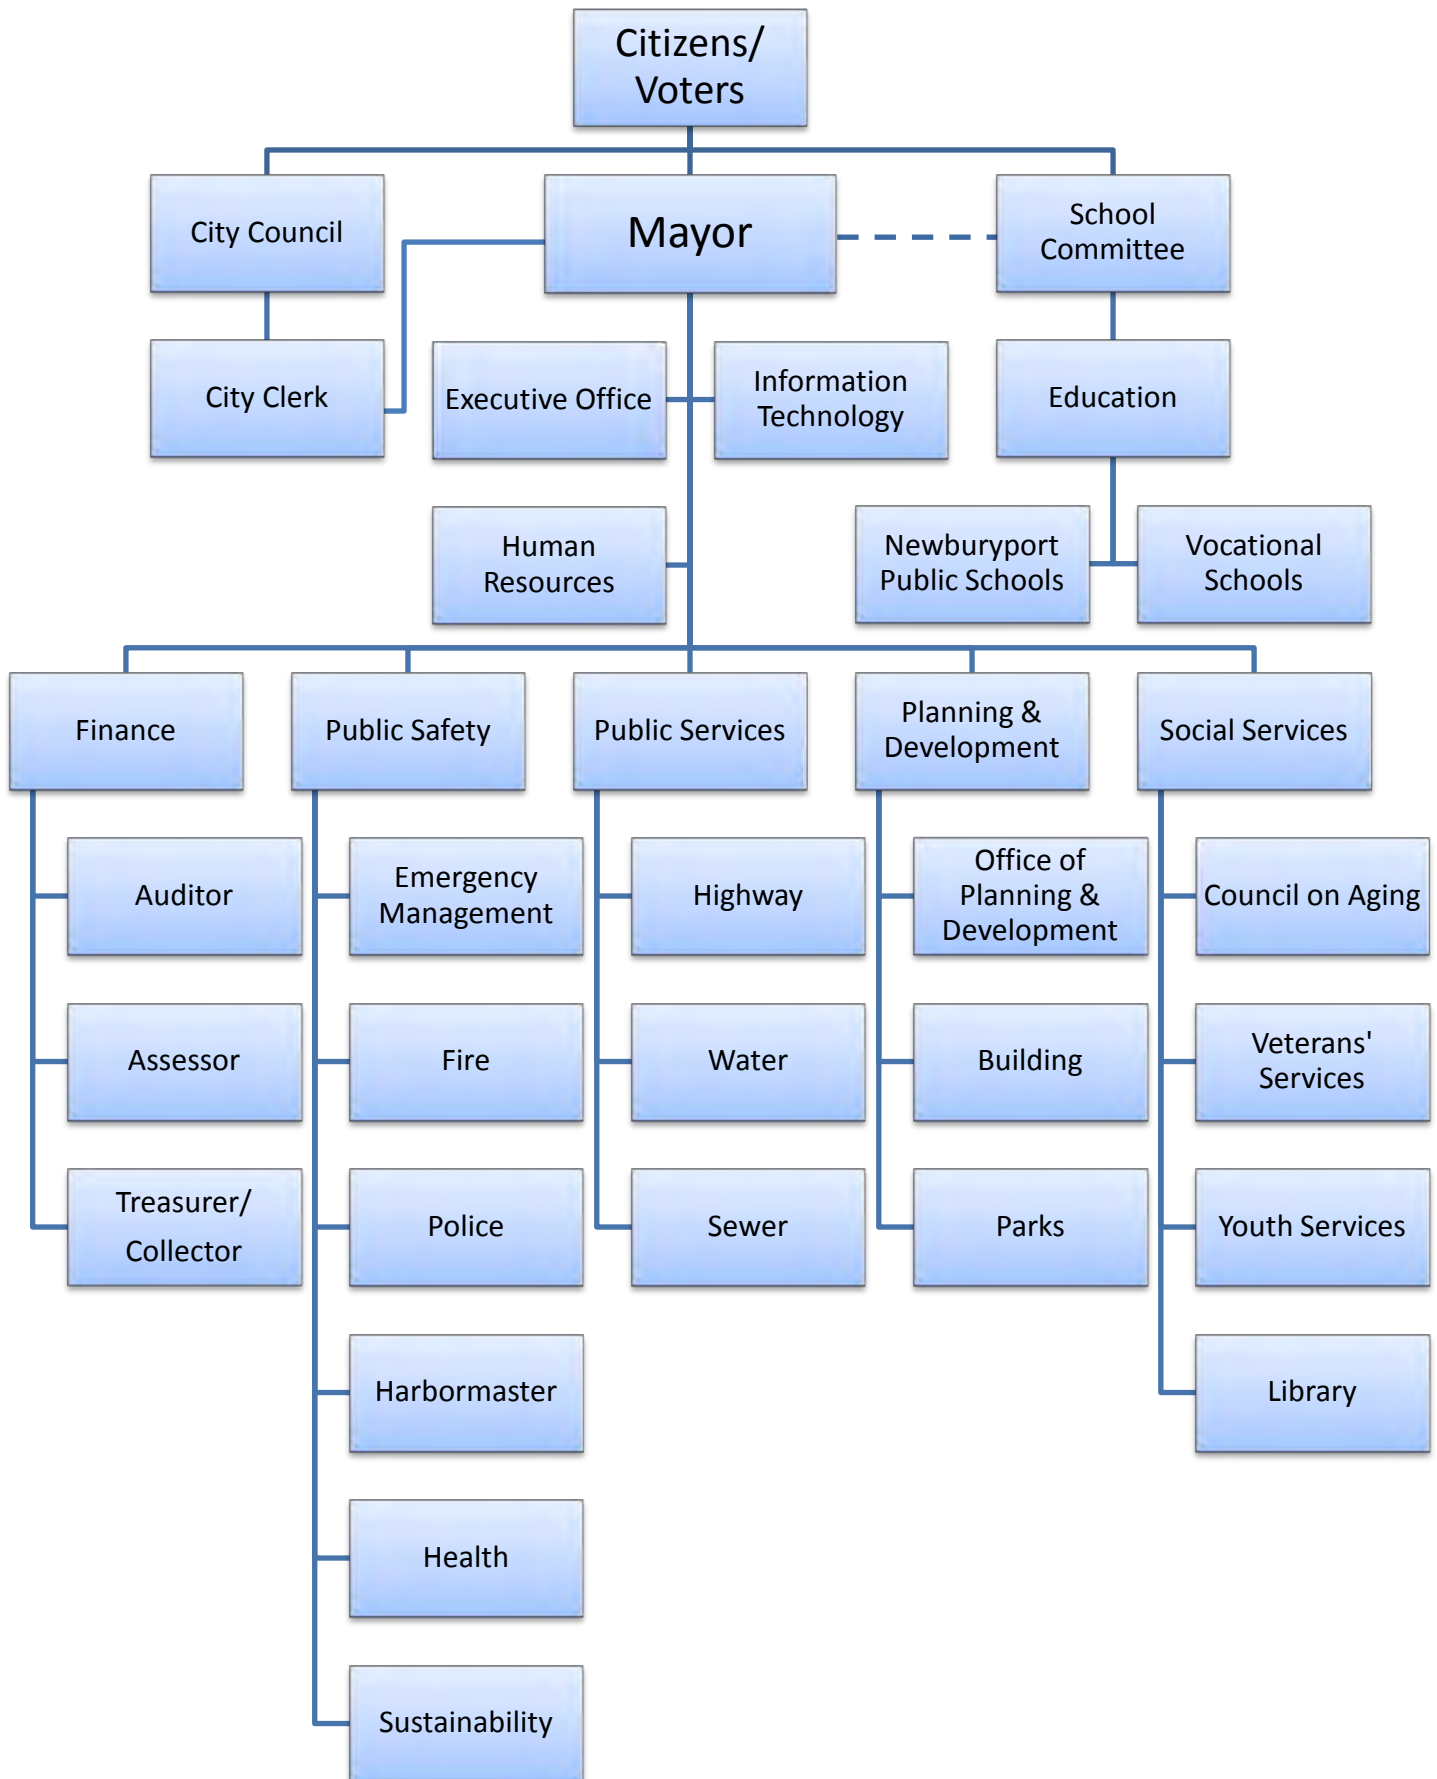 Citizens/
Voters
City Council
Mayor
School
Committee
City Clerk
Executive Office
Information
Technology
Education
Human
Resources
Newburyport
Public Schools
Vocational
Schools
Finance
Public Safety
Public Services
Planning &
Development
Social Services
Auditor
Emergency
Management
Highway
Office of
Planning &
Development
Council on Aging
Assessor
Fire
Water
Building
Veterans'
Services
Treasurer/
Collector
Police
Sewer
Parks
Youth Services
Harbormaster
Library
Health
Sustainability